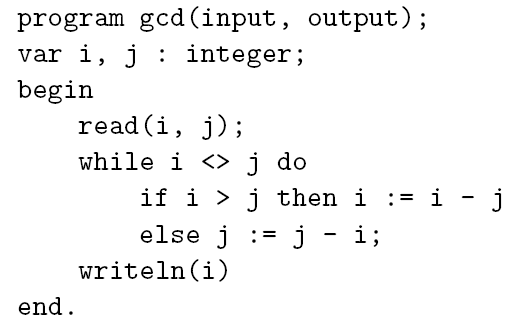 program gcd(input, output);
var i, j : integer;
begin
    read(i, j);
    while i <> j do
        if i > j then i := i - j
        else j := j - i;
    writeln(i)
end.